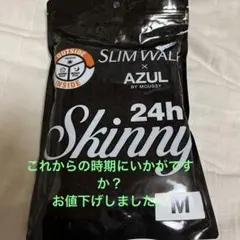 OUTSIDE
INSIDE
SLIM WALK
×
AZUL
BY MOUSSY
24h
Skinny
これからの時期にいかがです
か？
お値下げしました
M